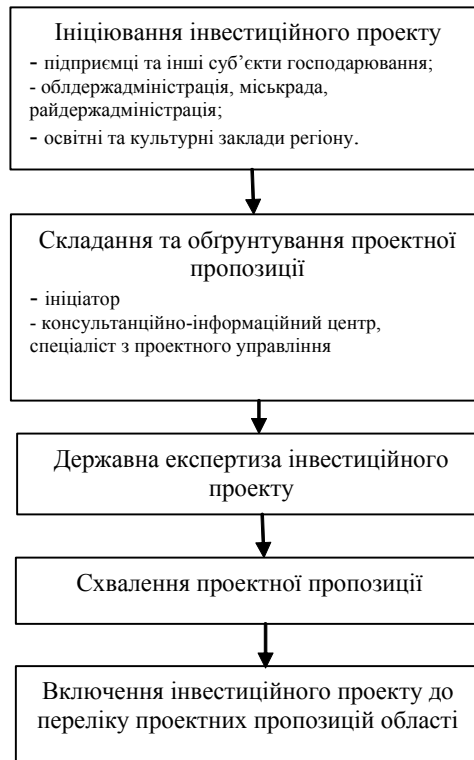 Ініціювання інвестиційного проекту
- підприємці та інші суб’єкти господарювання;
- облдержадміністрація, міськрада,
райдержадміністрація;
- освітні та культурні заклади регіону.
Складання та обґрунтування проектної
пропозиції
- ініціатор
- консультанційно-інформаційний центр,
спеціаліст з проектного управління
Державна експертиза інвестиційного
проекту
Схвалення проектної пропозиції
Включення інвестиційного проекту до
переліку проектних пропозицій області